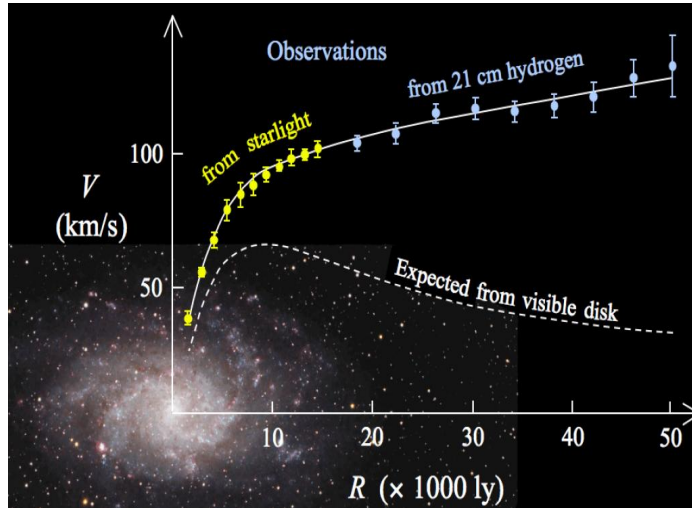 Observations
from starlight
from 21 cm hydrogen
100
V
(km/s)
50
Expected from visible disk
10 20 30 40 50
R (× 1000 ly)